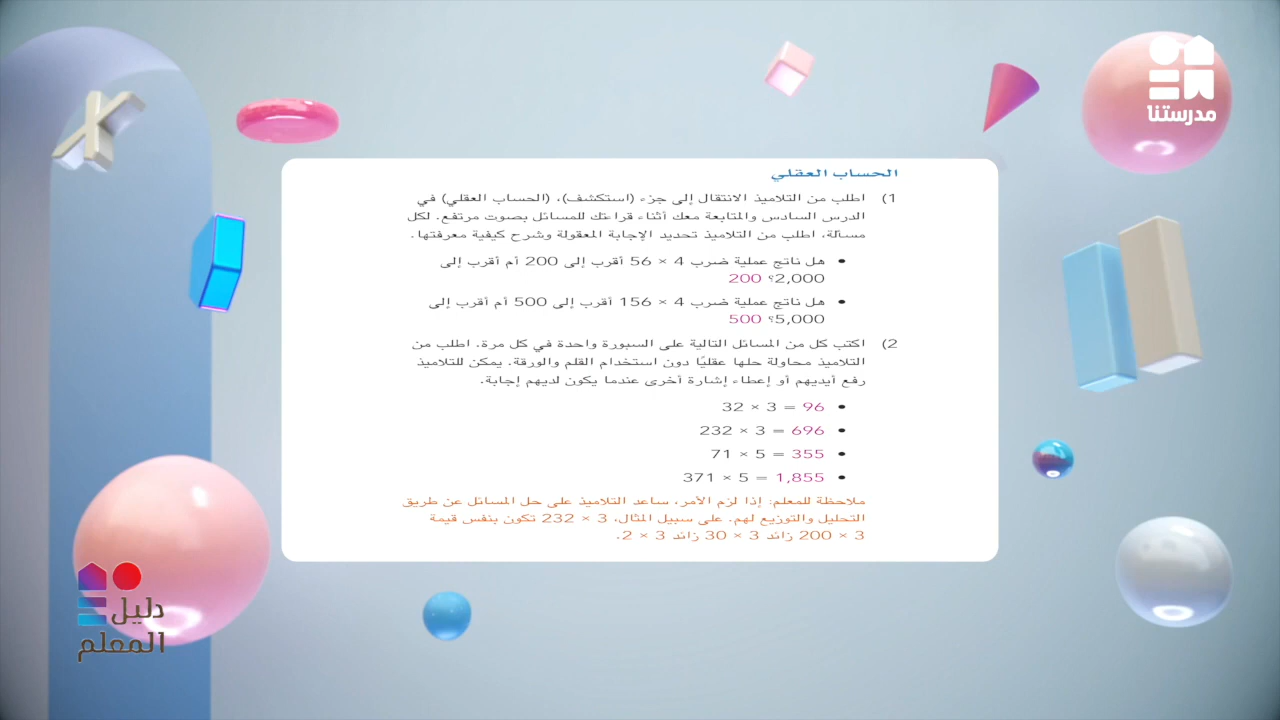 مدرستنا
الحساب العقلي
1) اطلب من التلاميذ الانتقال إلى جزء (استكشف)، (الحساب العقلي) في
الدرس السادس والمتابعة معك أثناء قراءتك للمسائل بصوت مرتفع. لكل
مسألة، اطلب من التلاميذ تحديد الإجابة المعقولة وشرح كيفية معرفتها.
• هل ناتج عملية ضرب 4 × 56 أقرب إلى 200 أم أقرب إلى
2,000؟ 200
• هل ناتج عملية ضرب 4 × 156 أقرب إلى 500 أم أقرب إلى
5,000؟ 500
2) اكتب كل من المسائل التالية على السبورة واحدة في كل مرة. اطلب من
التلاميذ محاولة حلها عقليًا دون استخدام القلم والورقة. يمكن للتلاميذ
رفع أيديهم أو إعطاء إشارة أخرى عندما يكون لديهم إجابة.
• 32 × 3 = 96
• 232 × 3 = 696
• 71 × 5 = 355
• 371 × 5 = 1,855
ملاحظة للمعلم: إذا لزم الأمر، ساعد التلاميذ على حل المسائل عن طريق
التحليل والتوزيع لهم. على سبيل المثال، 3 × 232 تكون بنفس قيمة
3 × 200 زائد 3 × 30 زائد 3 × 2.
دليل
المعلم